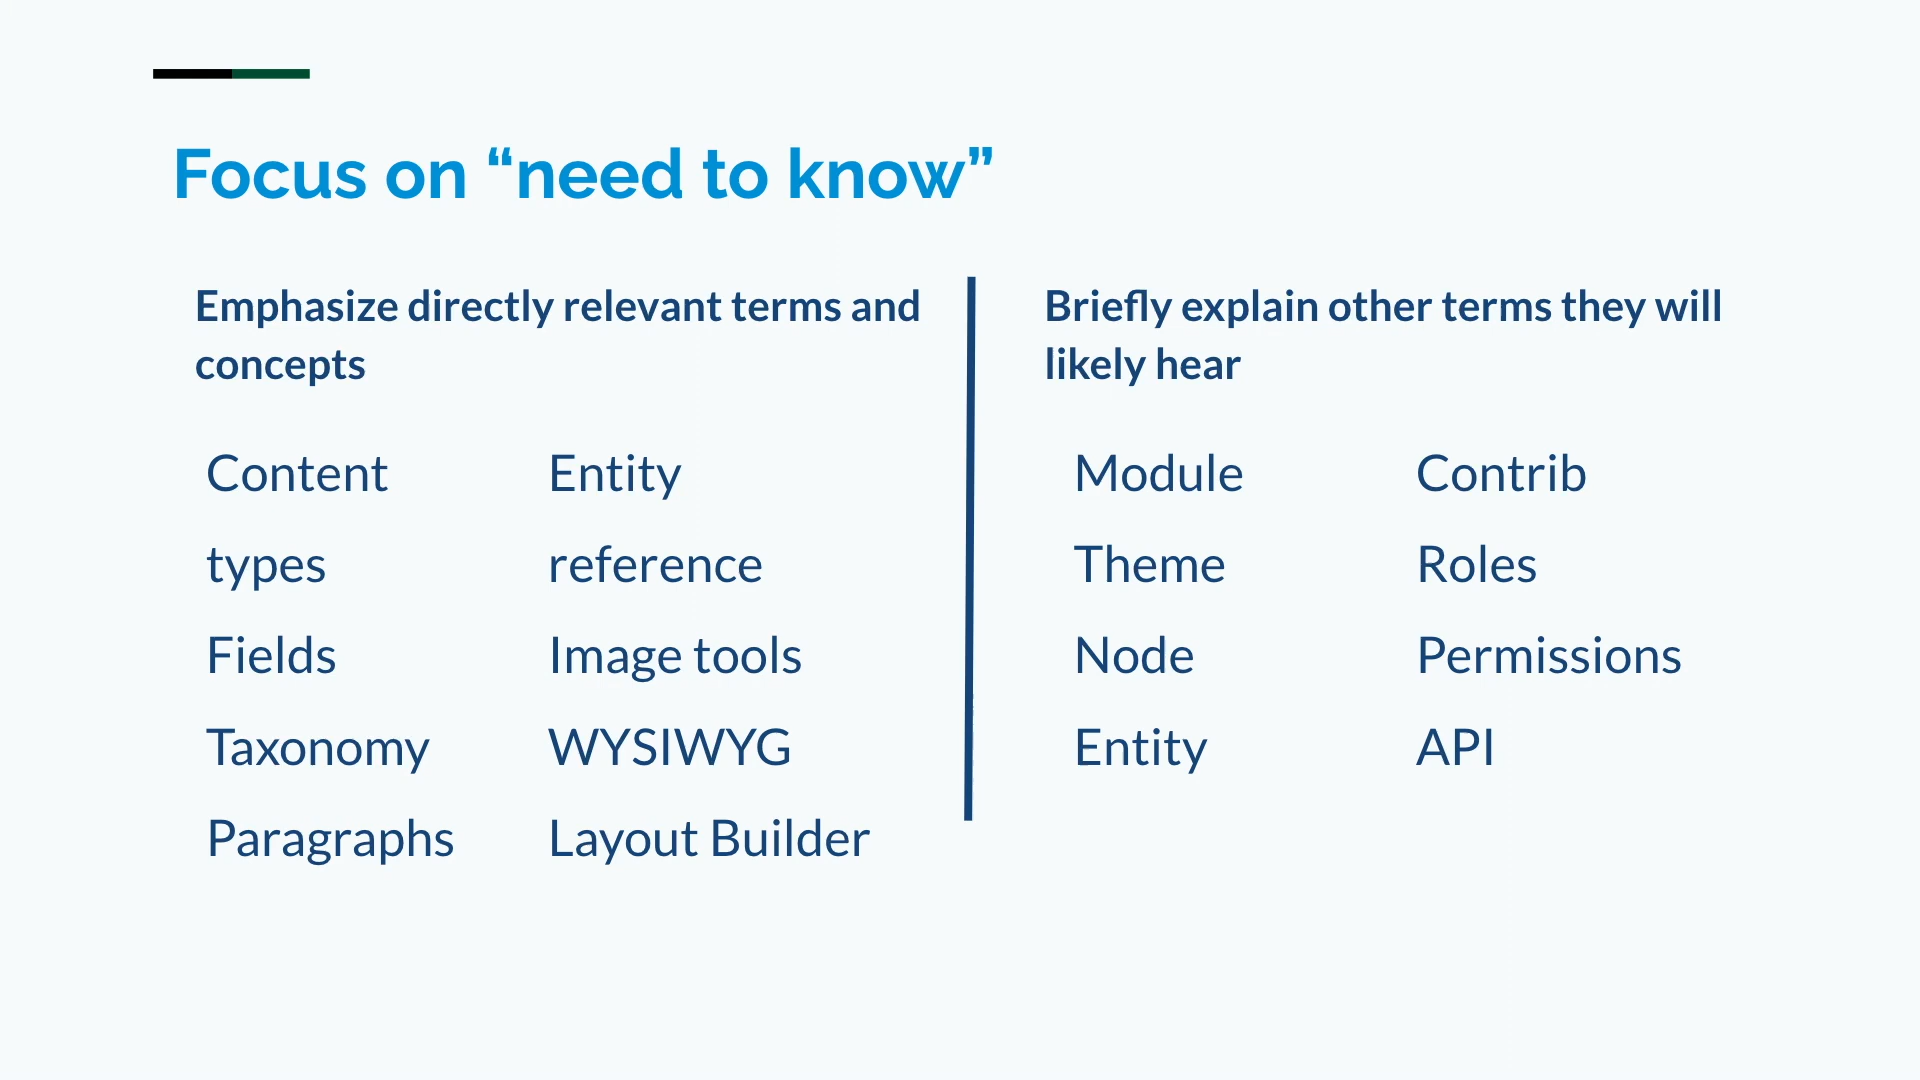 Focus on “need to know”
Emphasize directly relevant terms and
concepts
Content
types
Fields
Taxonomy
Paragraphs
Entity
reference
Image tools
WYSIWYG
Layout Builder
Briefly explain other terms they will
likely hear
Module
Theme
Node
Entity
Contrib
Roles
Permissions
API